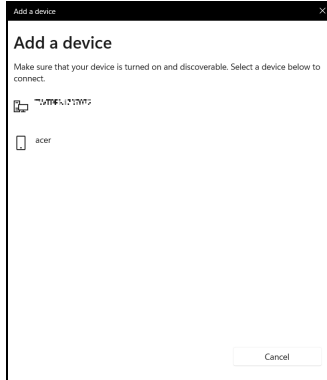 Add a device
Add a device
Make sure that your device is turned on and discoverable. Select a device below to
connect.
acer
Cancel